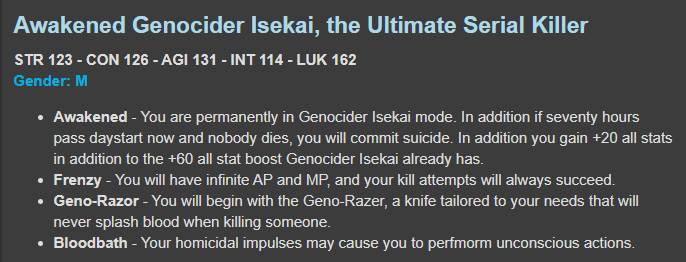 Awakened Genocider Isekai, the Ultimate Serial Killer
STR 123 - CON 126 - AGI 131 - INT 114 - LUK 162
Gender: M
• Awakened - You are permanently in Genocider Isekai mode. In addition if seventy hours
pass daystart now and nobody dies, you will commit suicide. In addition you gain +20 all stats
in addition to the +60 all stat boost Genocider Isekai already has.
• Frenzy - You will have infinite AP and MP, and your kill attempts will always succeed.
• Geno-Razor - You will begin with the Geno-Razer, a knife tailored to your needs that will
never splash blood when killing someone.
• Bloodbath - Your homicidal impulses may cause you to perfmorm unconscious actions.